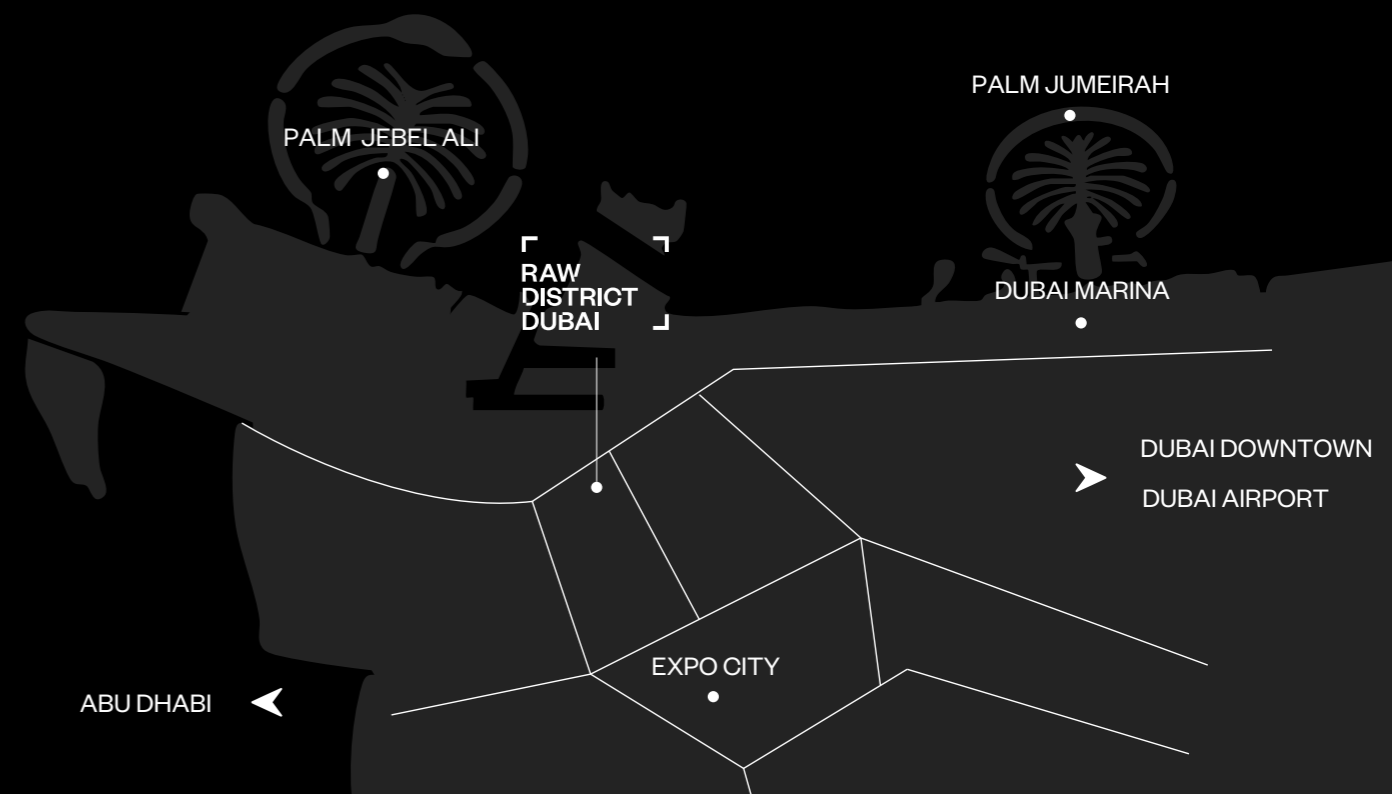 PALM JUMEIRAH
PALM JEBEL ALI
RAW
DISTRICT
DUBAI
DUBAI MARINA
DUBAI DOWNTOWN
DUBAI AIRPORT
EXPO CITY
ABU DHABI